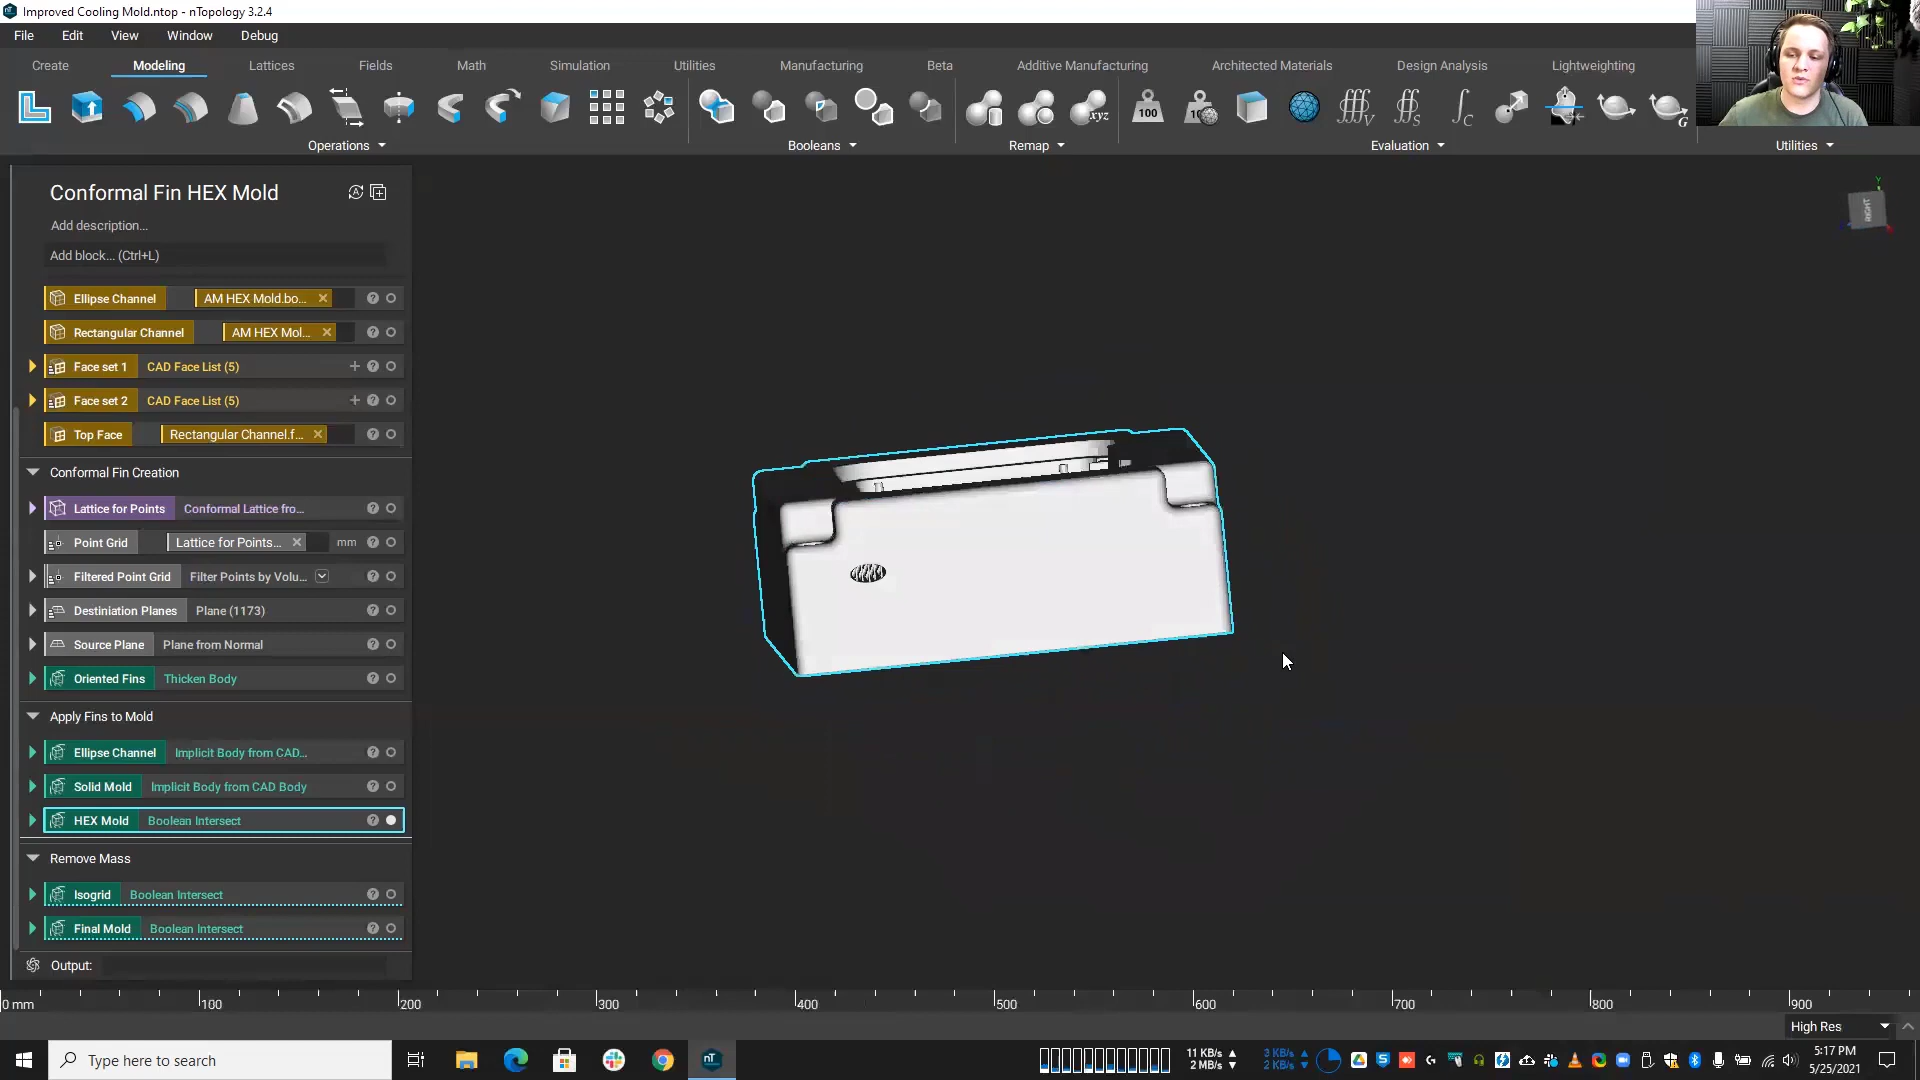 Improved Cooling Mold.ntop - nTopology 3.2.4
File Edit View Window Debug
Create Modeling Lattices Fields Math Simulation Utilities Manufacturing Beta Additive Manufacturing Architected Materials Design Analysis Lightweighting
Operations Booleans Remap Evaluation Utilities
Conformal Fin HEX Mold
Add description...
Add block... (Ctrl+L)
Ellipse Channel AM HEX Mold.bo...
Rectangular Channel AM HEX Mol...
Face set 1 CAD Face List (5)
Face set 2 CAD Face List (5)
Top Face Rectangular Channel.f...
Conformal Fin Creation
Lattice for Points Conformal Lattice fro...
Point Grid Lattice for Points... mm
Filtered Point Grid Filter Points by Volu...
Destiniation Planes Plane (1173)
Source Plane Plane from Normal
Oriented Fins Thicken Body
Apply Fins to Mold
Ellipse Channel Implicit Body from CAD...
Solid Mold Implicit Body from CAD Body
HEX Mold Boolean Intersect
Remove Mass
Isogrid Boolean Intersect
Final Mold Boolean Intersect
Output:
Y
RIGHT
0 mm 100 200 300 400 500 600 700 800 900
High Res
Type here to search
11 KB/s
2 MB/s
3 KB/s
2 KB/s
5:17 PM
5/25/2021